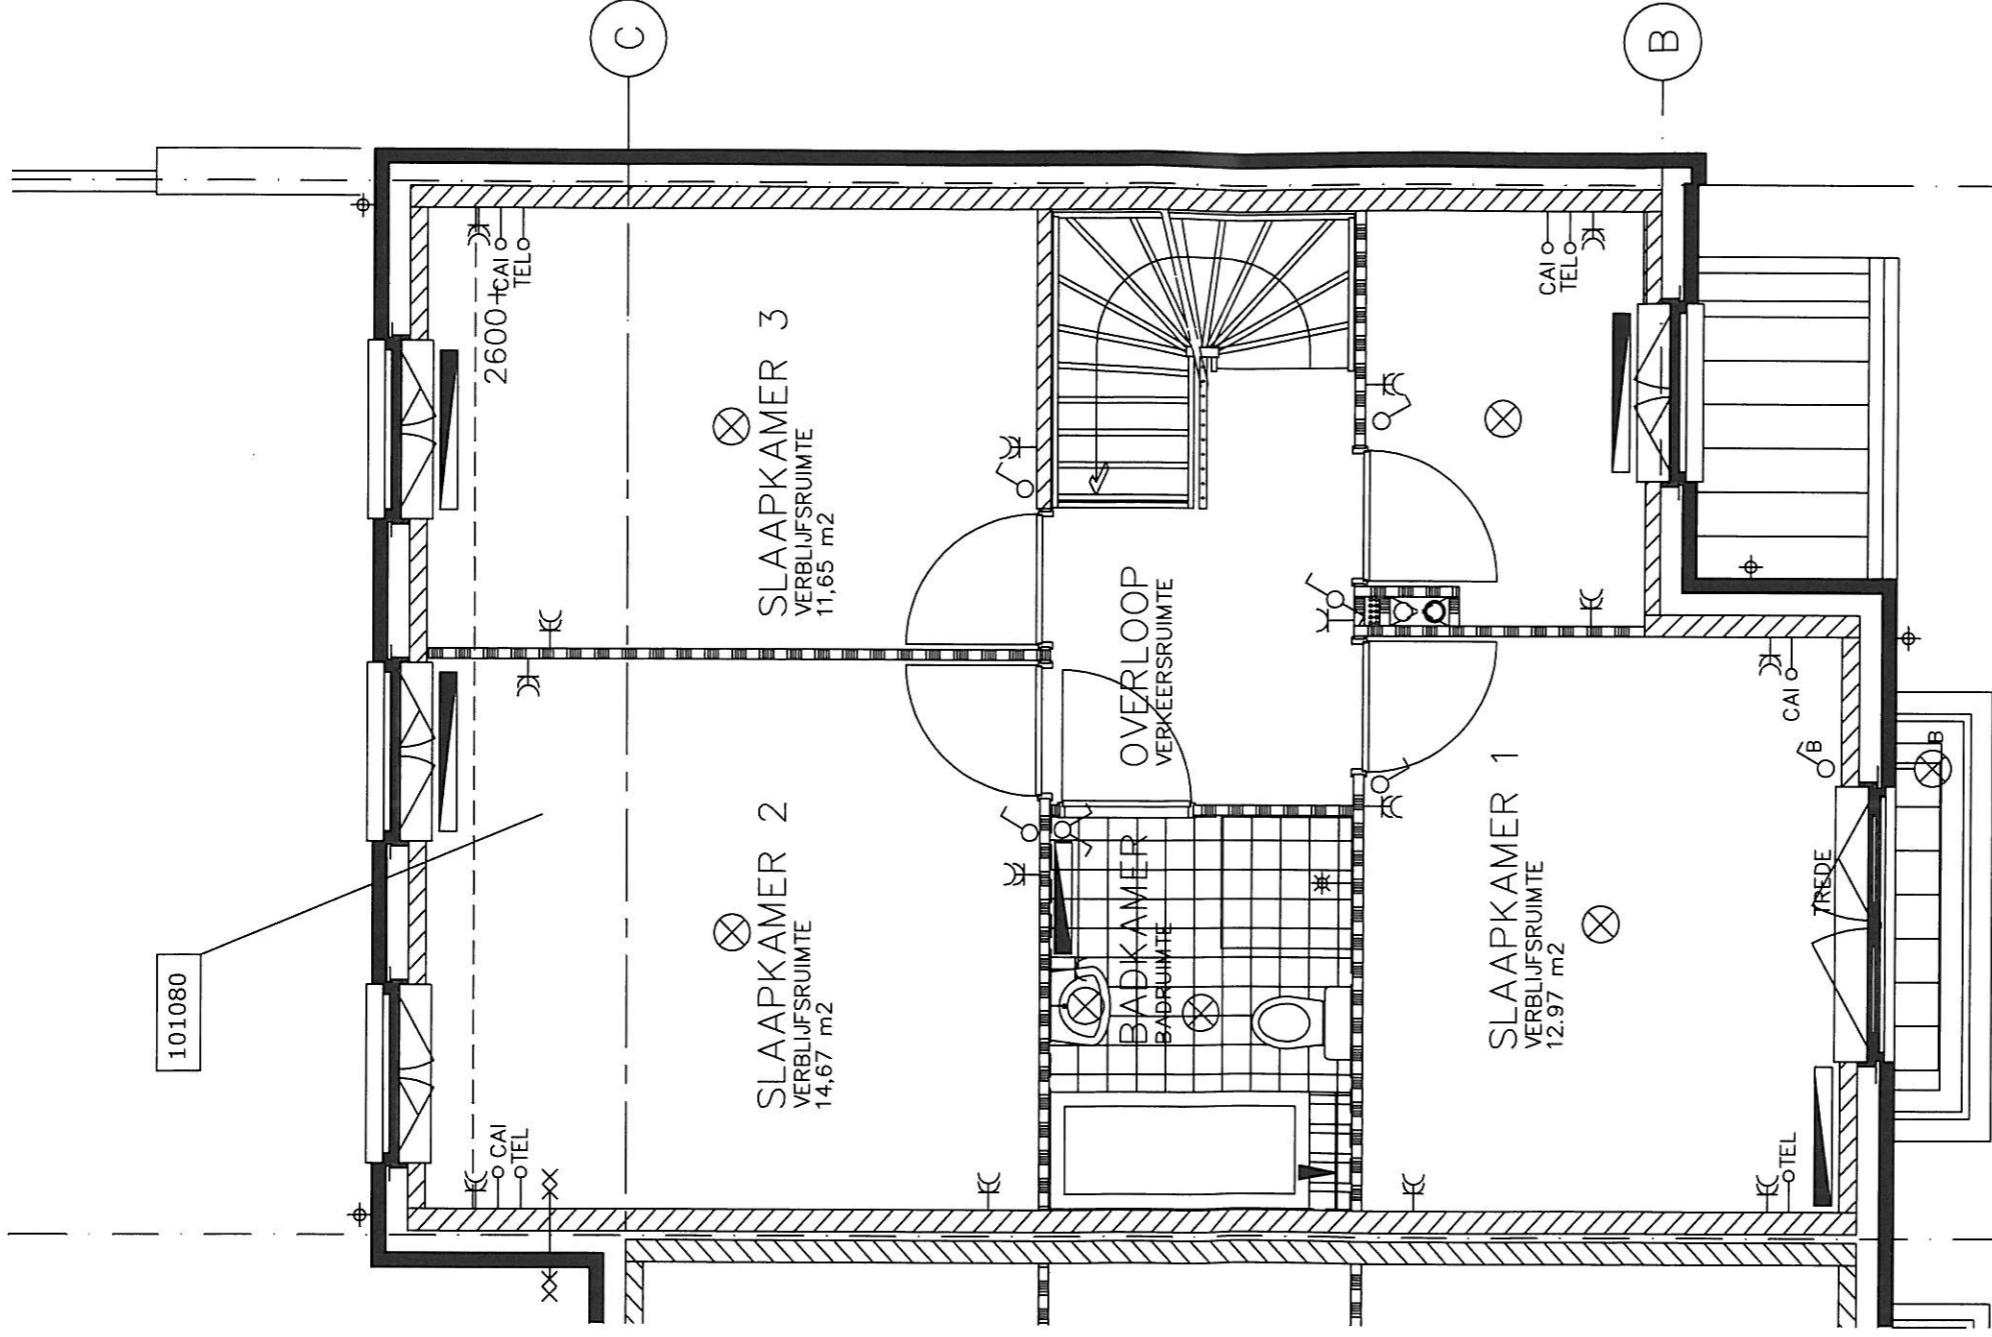 C
B
101080
2600+
CAI
TEL
SLAAPKAMER 3
VERBLIJFSRUIMTE
11,65 m2
CAI
TEL
SLAAPKAMER 2
VERBLIJFSRUIMTE
14,67 m2
CAI
TEL
OVERLOOP
VERKEERSRUIMTE
BADKAMER
BADRUIMTE
SLAAPKAMER 1
VERBLIJFSRUIMTE
12.97 m2
CAI
B
B
TREDE
TEL